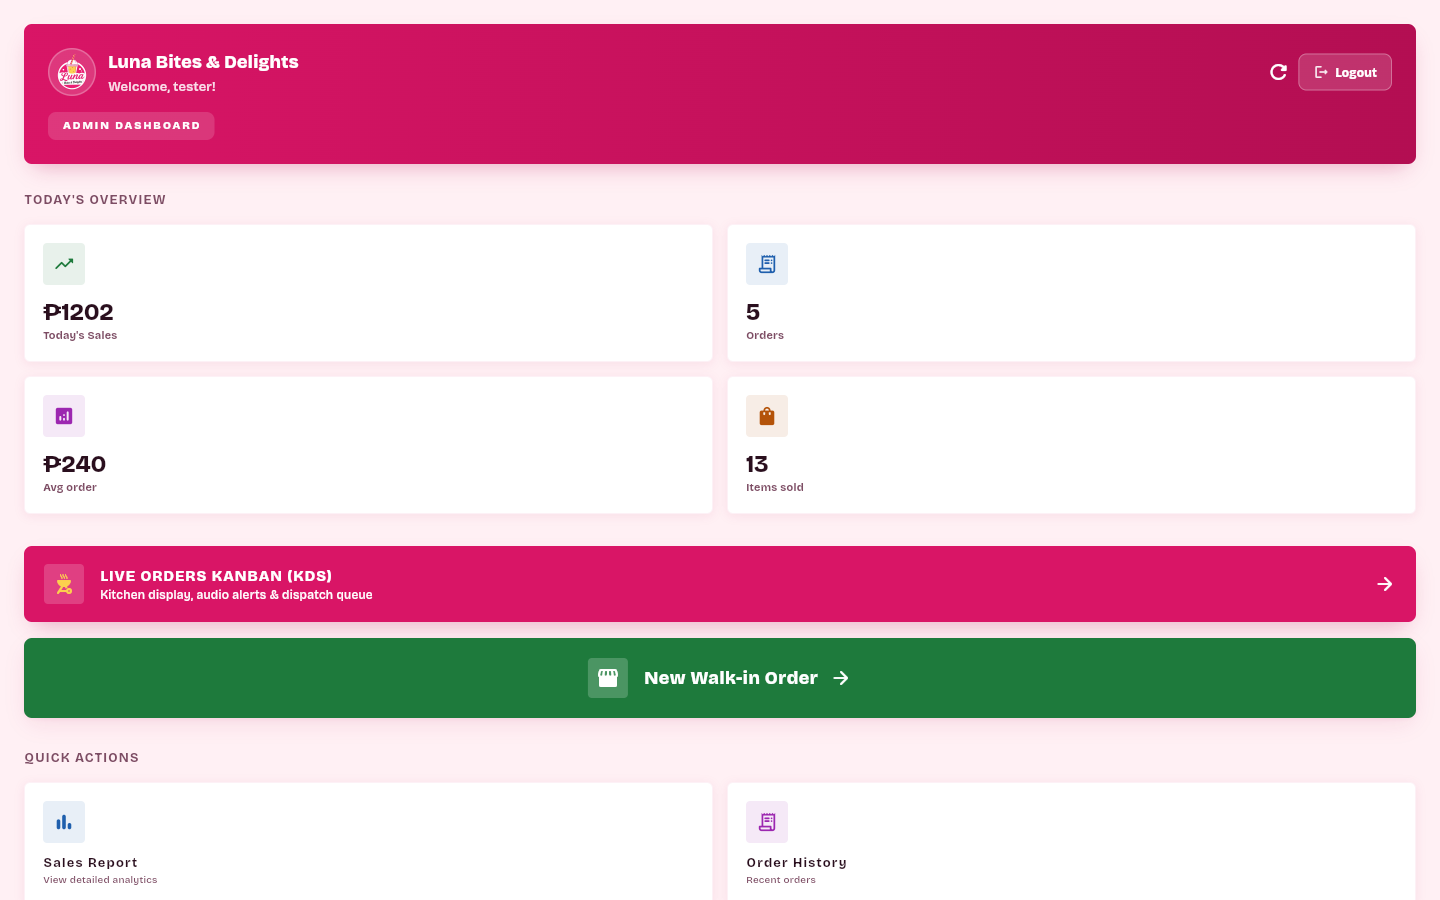 Luna
Luna Bites & Delights
Welcome, tester!
Logout
ADMIN DASHBOARD
TODAY'S OVERVIEW
₱1202
Today's Sales
5
Orders
₱240
Avg order
13
Items sold
LIVE ORDERS KANBAN (KDS)
Kitchen display, audio alerts & dispatch queue
New Walk-in Order
QUICK ACTIONS
Sales Report
View detailed analytics
Order History
Recent orders